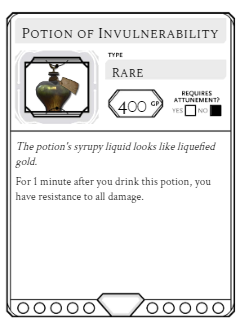 Potion of Invulnerability
TYPE
Rare
400 GP
REQUIRES
ATTUNEMENT?
YES NO
The potion's syrupy liquid looks like liquefied
gold.
For 1 minute after you drink this potion, you
have resistance to all damage.